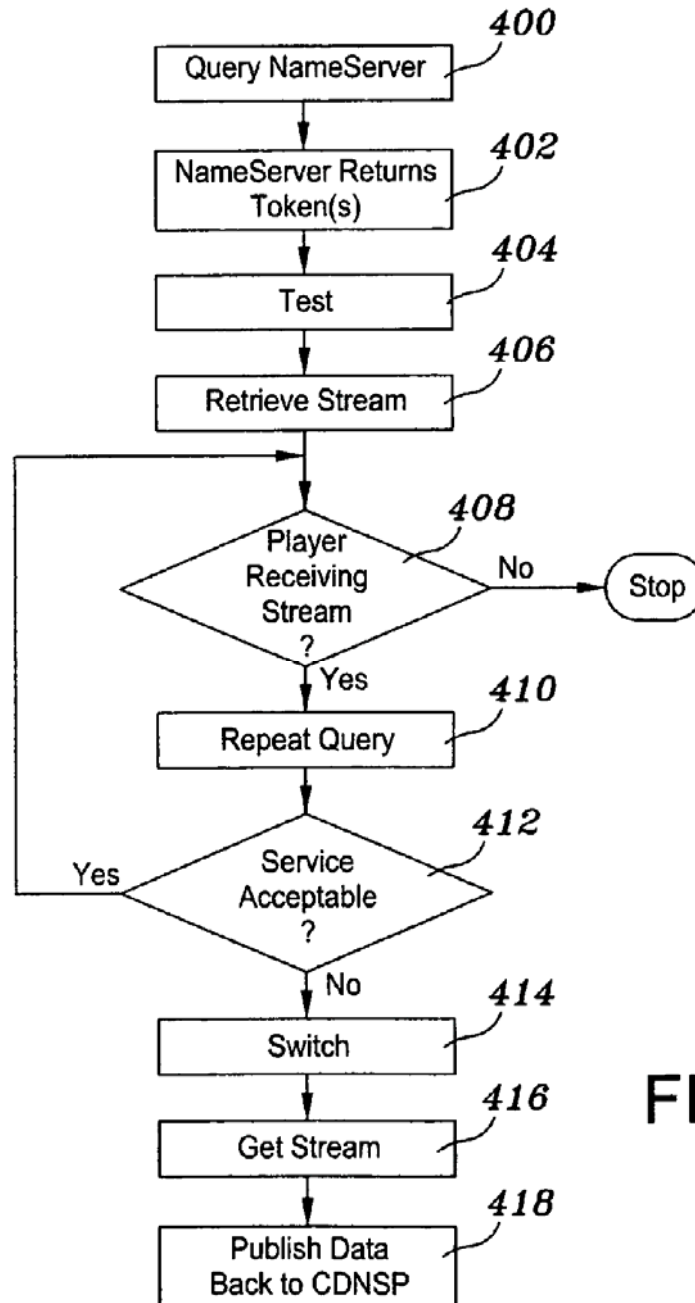 400
Query NameServer
402
NameServer Returns
Token(s)
404
Test
406
Retrieve Stream
408
Player
Receiving
Stream
?
No
Stop
Yes
410
Repeat Query
412
Service
Acceptable
?
Yes
No
414
Switch
416
Get Stream
418
Publish Data
Back to CDNSP